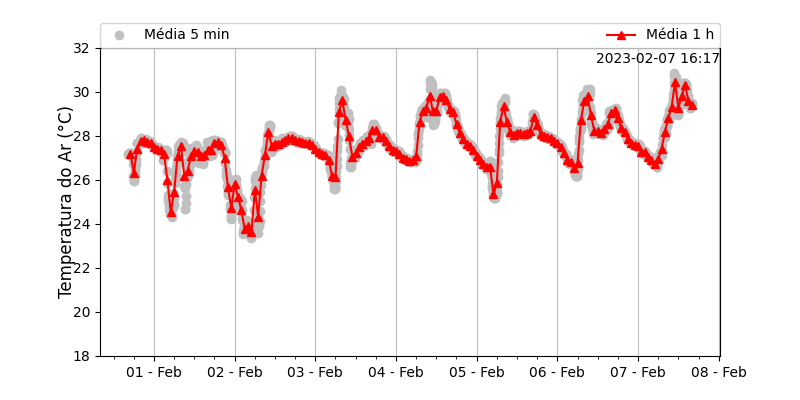 Média 5 min
Média 1 h
2023-02-07 16:17
Temperatura do Ar (°C)
32
30
28
26
24
22
20
18
01 - Feb
02 - Feb
03 - Feb
04 - Feb
05 - Feb
06 - Feb
07 - Feb
08 - Feb